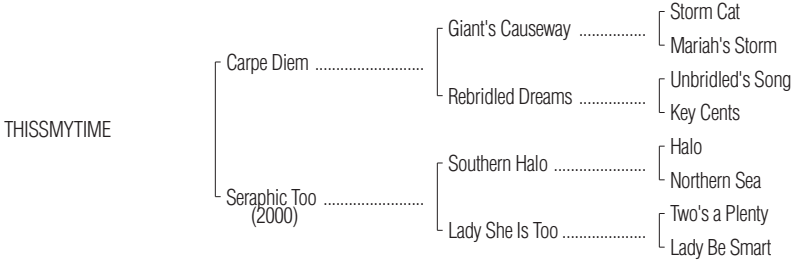 Storm Cat
Giant's Causeway ................
Mariah's Storm
Carpe Diem ..........................
Unbridled's Song
Rebridled Dreams ................
Key Cents
THISSMYTIME
Halo
Southern Halo ......................
Northern Sea
Seraphic Too ........................
(2000)
Two's a Plenty
Lady She Is Too ....................
Lady Be Smart